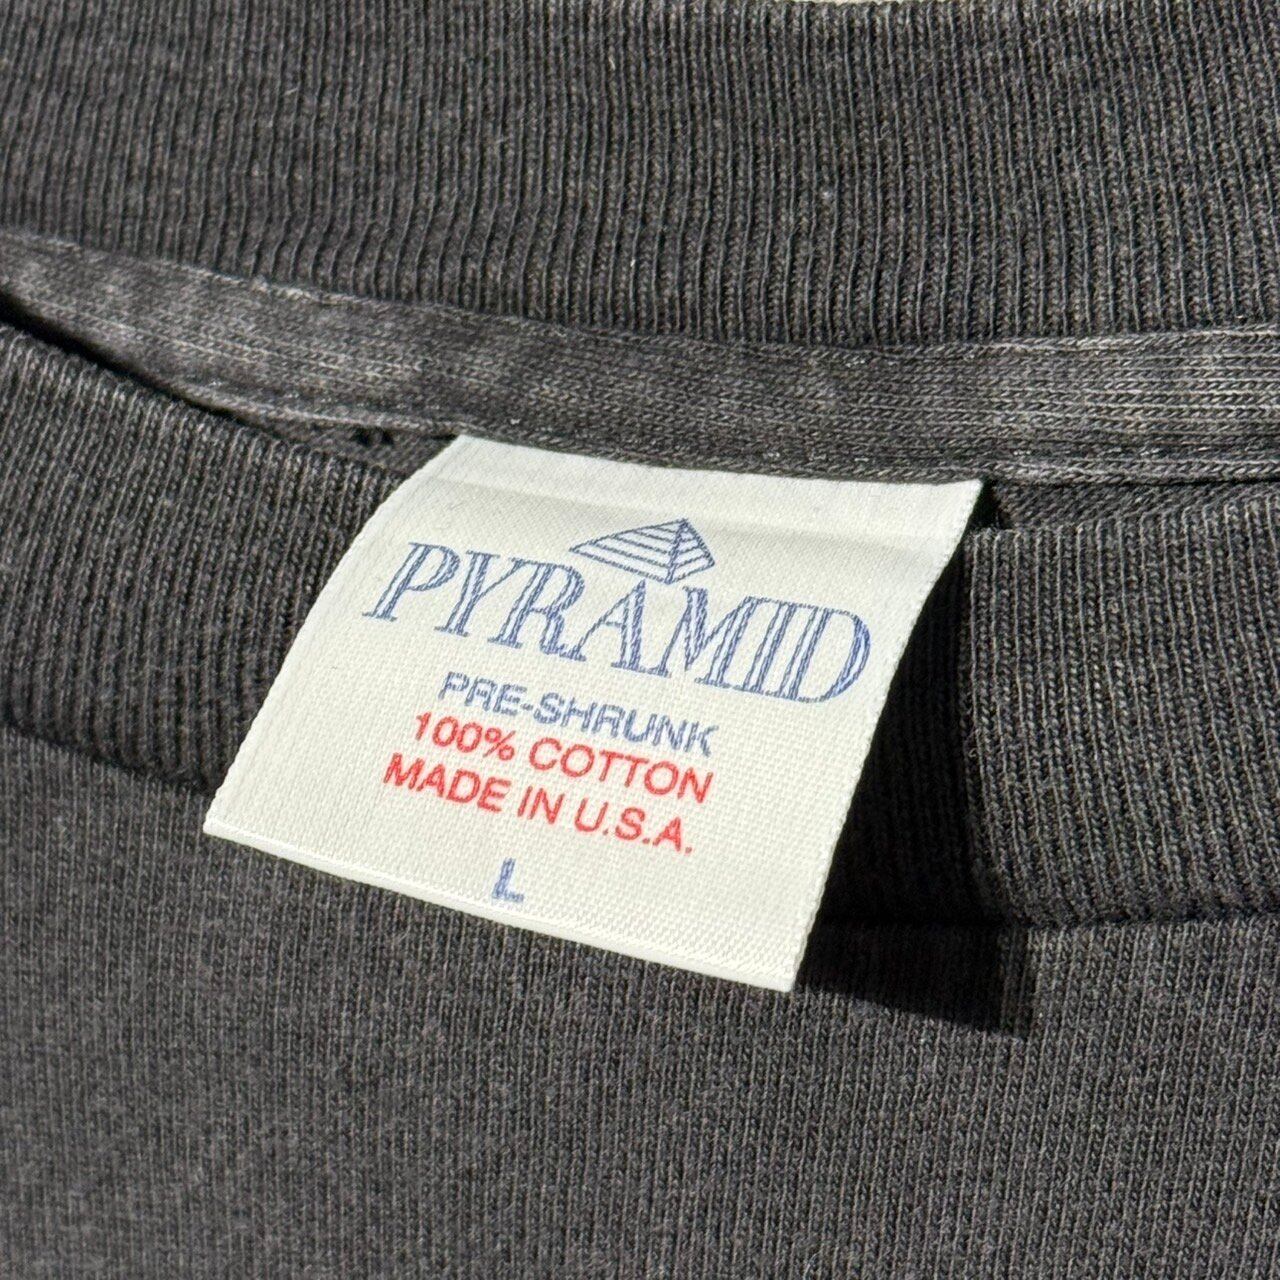 PYRAMID
PRE-SHRUNK
100% COTTON
MADE IN U.S.A.
L